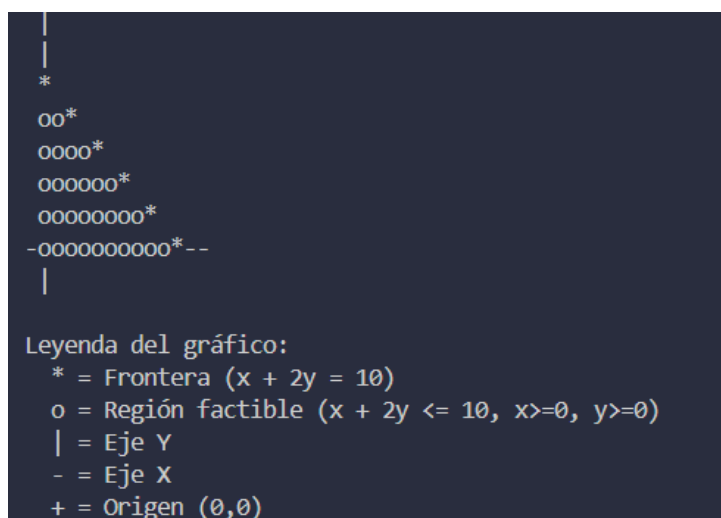 |
|
*
oo*
oooo*
oooooo*
oooooooo*
-oooooooooo*--
|
Leyenda del gráfico:
* = Frontera (x + 2y = 10)
o = Región factible (x + 2y <= 10, x>=0, y>=0)
| = Eje Y
- = Eje X
+ = Origen (0,0)